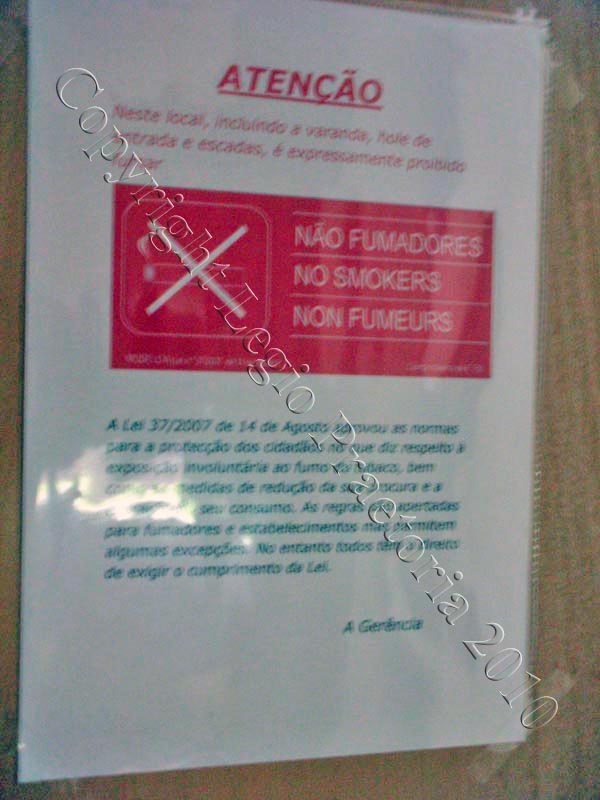 ATENÇÃO
Neste local, incluindo a varanda, hole de
entrada e escadas, é expressamente proibido
fumar
NÃO FUMADORES
NO SMOKERS
NON FUMEURS
A Lei 37/2007 de 14 de Agosto aprovou as normas
para a protecção dos cidadãos no que diz respeito à
exposição involuntária ao fumo do tabaco, bem
como medidas de redução da sua procura e a
seu consumo. As regras são apertadas
para fumadores e estabelecimentos mas permitem
algumas excepções. No entanto todos têm o direito
de exigir o cumprimento da Lei.
A Gerência
Copyright Legio Praetoria 2010